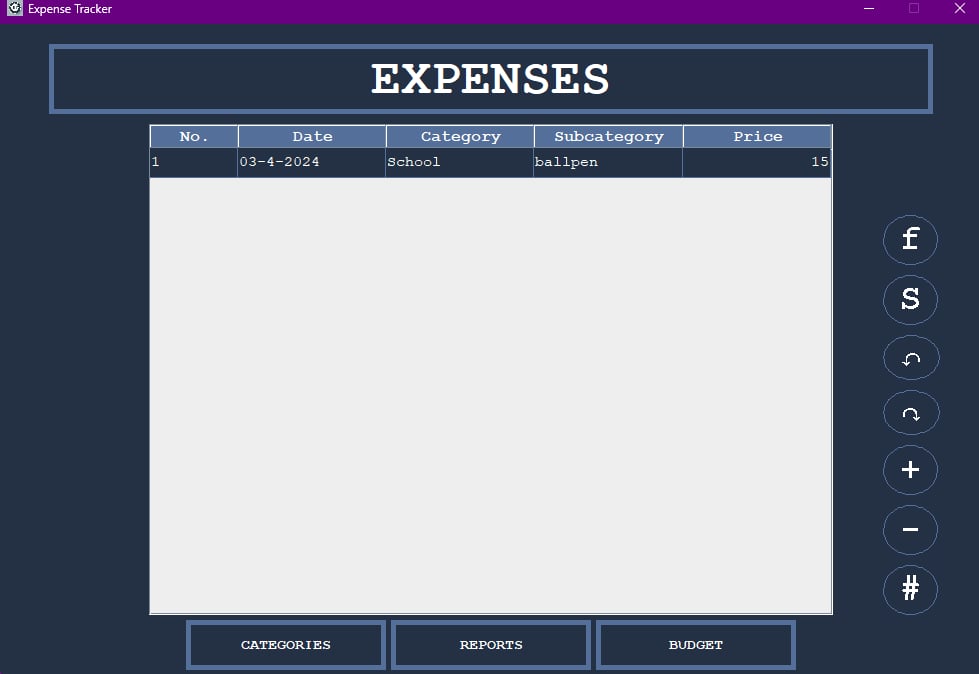 Expense Tracker
EXPENSES
No. Date Category Subcategory Price
1 03-4-2024 School ballpen 15
f
S
+
-
#
CATEGORIES REPORTS BUDGET